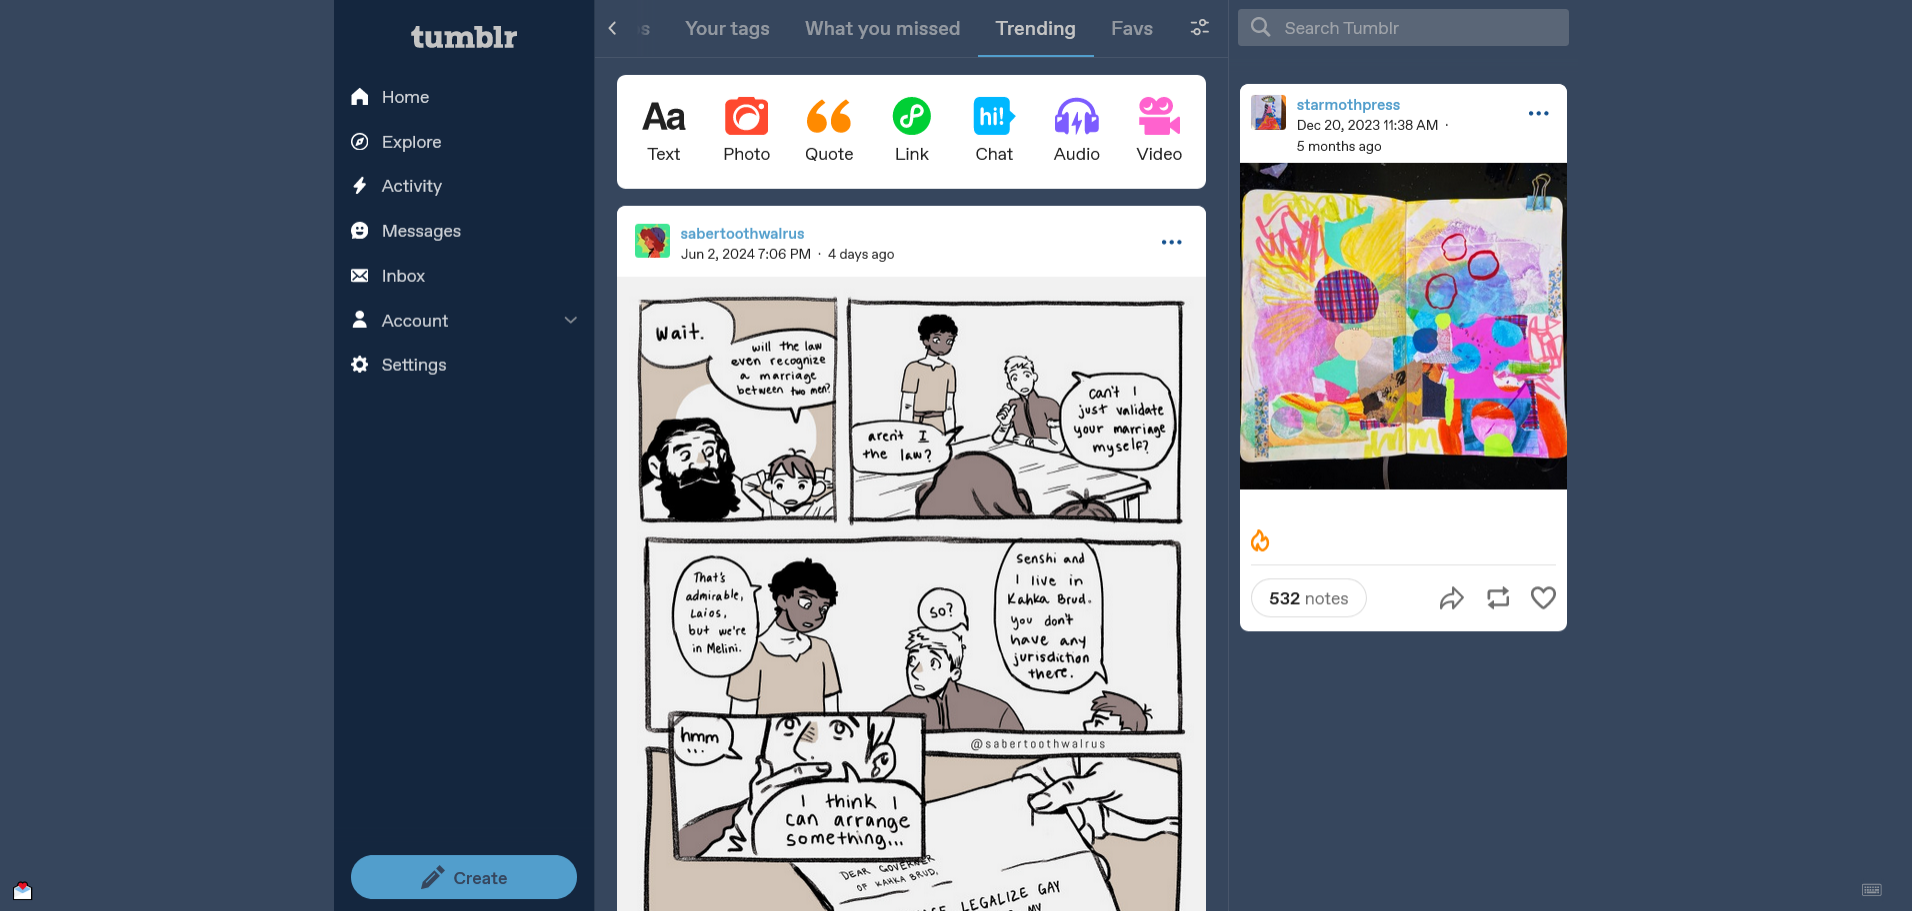 tumblr
Home
Explore
Activity
Messages
Inbox
Account
Settings
Create
Your tags
What you missed
Trending
Favs
Aa
Text
Photo
Quote
Link
hi!
Chat
Audio
Video
sabertoothwalrus
Jun 2, 2024 7:06 PM · 4 days ago
Wait.
will the law
even recognize
a marriage
between two men?
aren't I
the law?
can't I
just validate
your marriage
myself?
That's
admirable,
Laios,
but we're
in Melini.
so?
Senshi and
I live in
Kahka Brud.
you don't
have any
jurisdiction
there.
@sabertoothwalrus
hmm
...
I think I
can arrange
something...
DEAR GOVERNER
OF KAHKA BRUD,
LEGALIZE GAY
MY
Search Tumblr
starmothpress
Dec 20, 2023 11:38 AM ·
5 months ago
532 notes